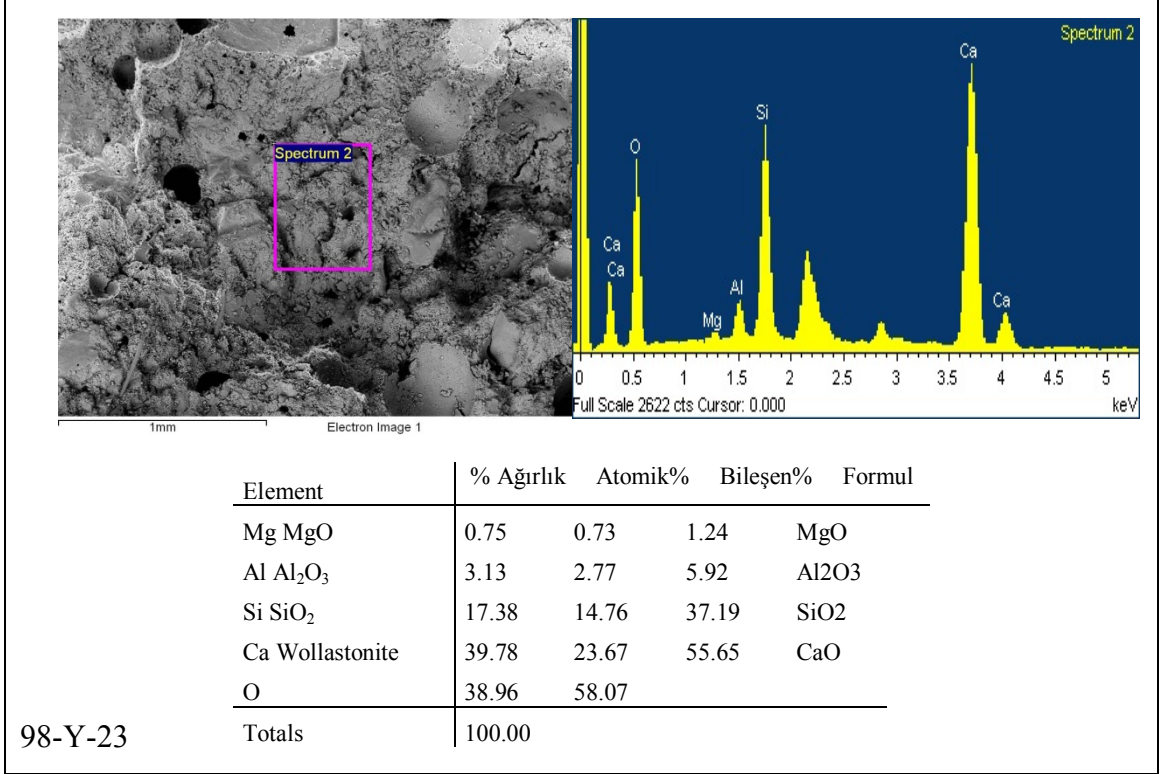 Spectrum 2
1mm
Electron Image 1
Spectrum 2
Ca
Si
O
Ca
Ca
Al
Mg
Ca
0 0.5 1 1.5 2 2.5 3 3.5 4 4.5 5
Full Scale 2622 cts Cursor: 0.000 keV
Element % Ağırlık Atomik% Bileşen% Formul
Mg MgO 0.75 0.73 1.24 MgO
Al Al₂O₃ 3.13 2.77 5.92 Al2O3
Si SiO₂ 17.38 14.76 37.19 SiO2
Ca Wollastonite 39.78 23.67 55.65 CaO
O 38.96 58.07
Totals 100.00
98-Y-23